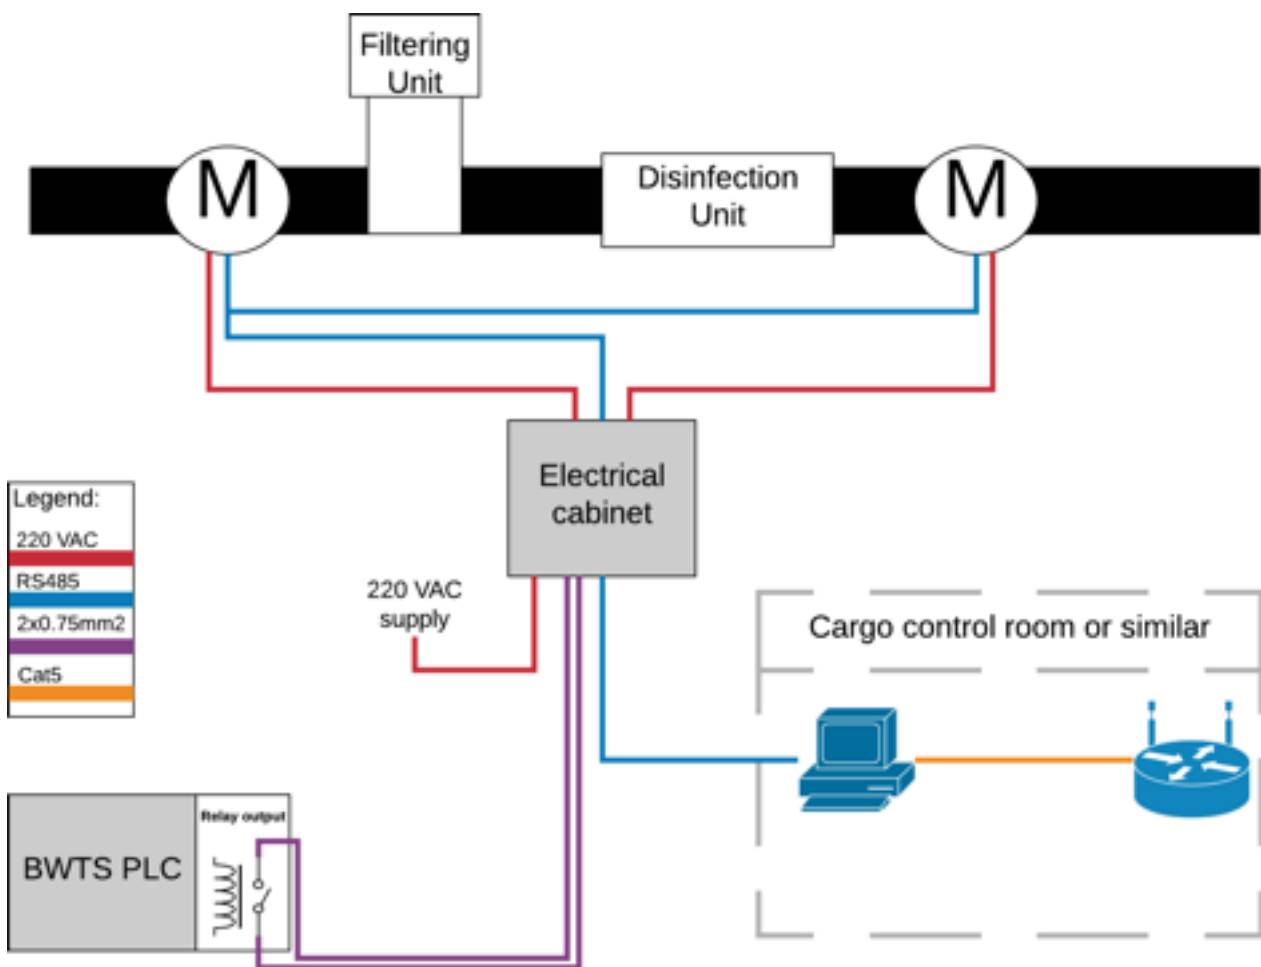 Filtering
Unit
M
Disinfection
Unit
M
Electrical
cabinet
Legend:
220 VAC
RS485
2x0.75mm2
Cat5
220 VAC
supply
Cargo control room or similar
Relay output
BWTS PLC